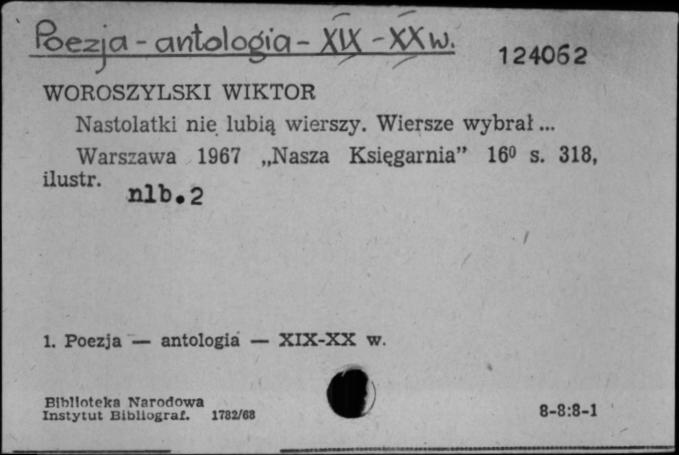 Poezja - antologia - XIX - XX w.
124062
WOROSZYLSKI WIKTOR
Nastolatki nie lubią wierszy. Wiersze wybrał ...
Warszawa 1967 „Nasza Księgarnia” 16⁰ s. 318,
ilustr. nlb. 2
1. Poezja — antologia — XIX-XX w.
Biblioteka Narodowa
Instytut Bibliograf. 1782/68
8-8:8-1